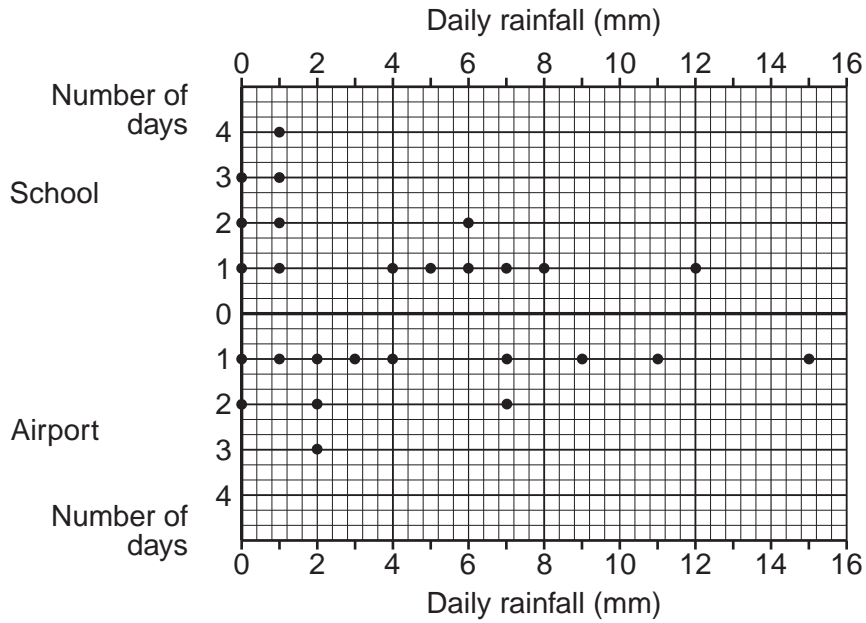 Daily rainfall (mm)
0 2 4 6 8 10 12 14 16
Number of
days
4
3
School
2
1
0
1
2
Airport
3
4
Number of
days
0 2 4 6 8 10 12 14 16
Daily rainfall (mm)